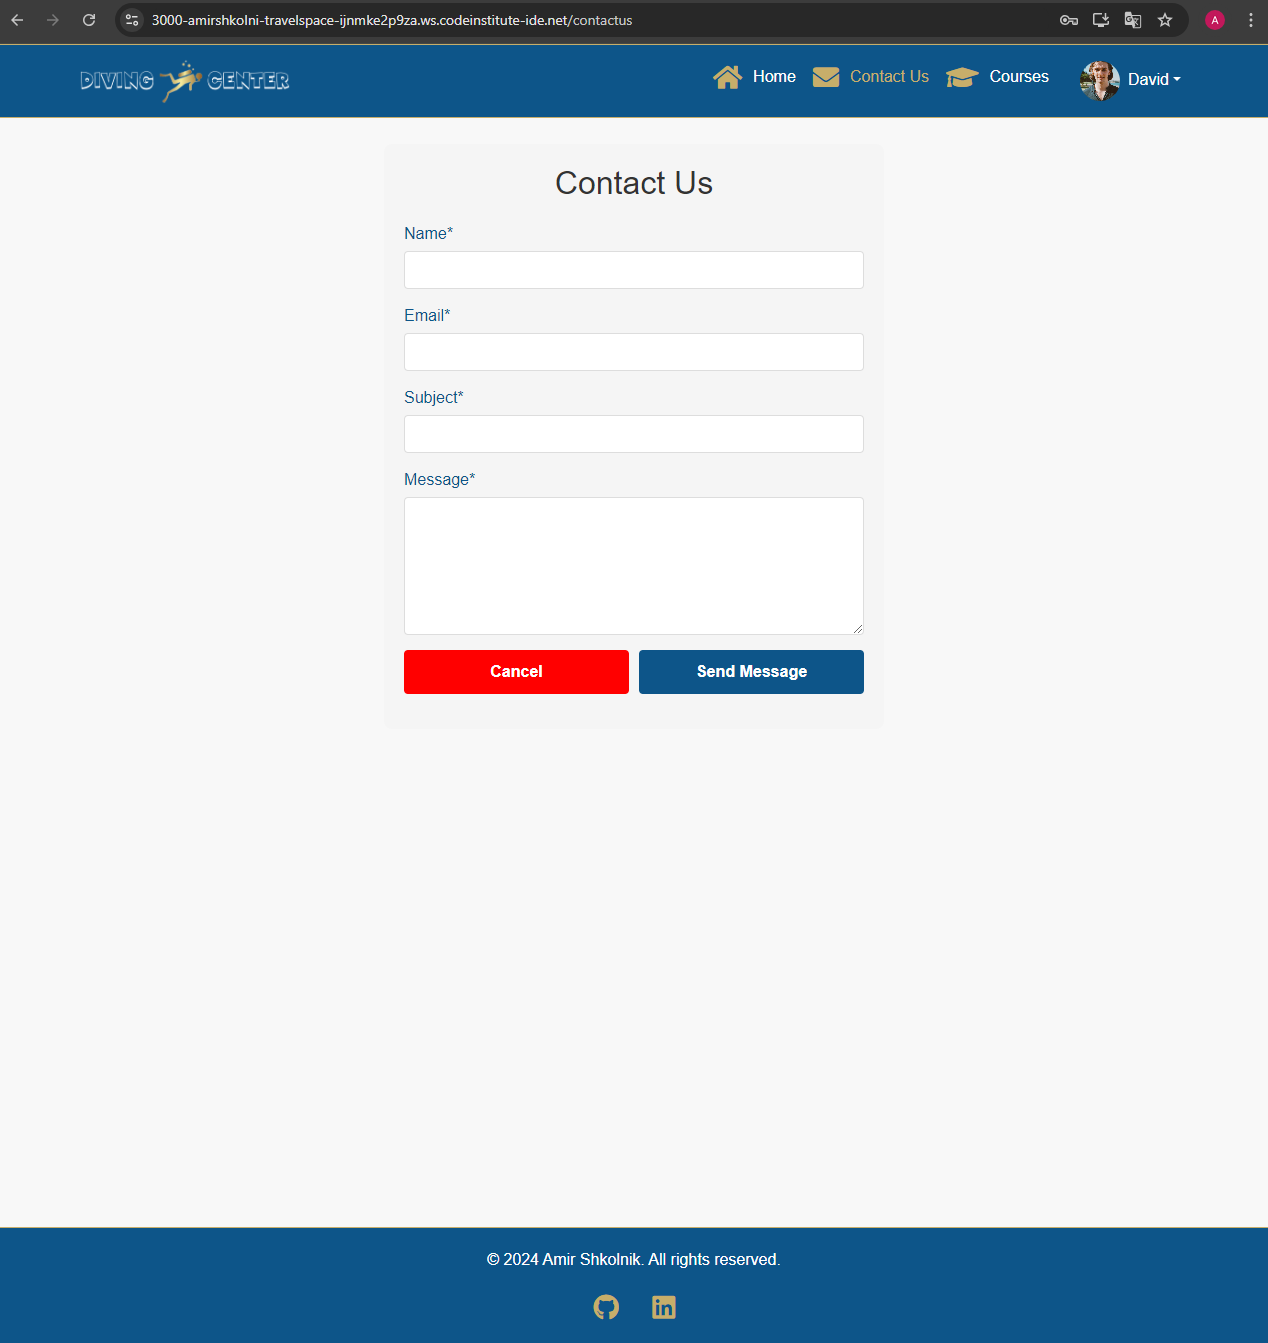 3000-amirshkolni-travelspace-ijnmke2p9za.ws.codeinstitute-ide.net/contactus
A
DIVING CENTER
Home
Contact Us
Courses
David
Contact Us
Name*
Email*
Subject*
Message*
Cancel
Send Message
© 2024 Amir Shkolnik. All rights reserved.
in